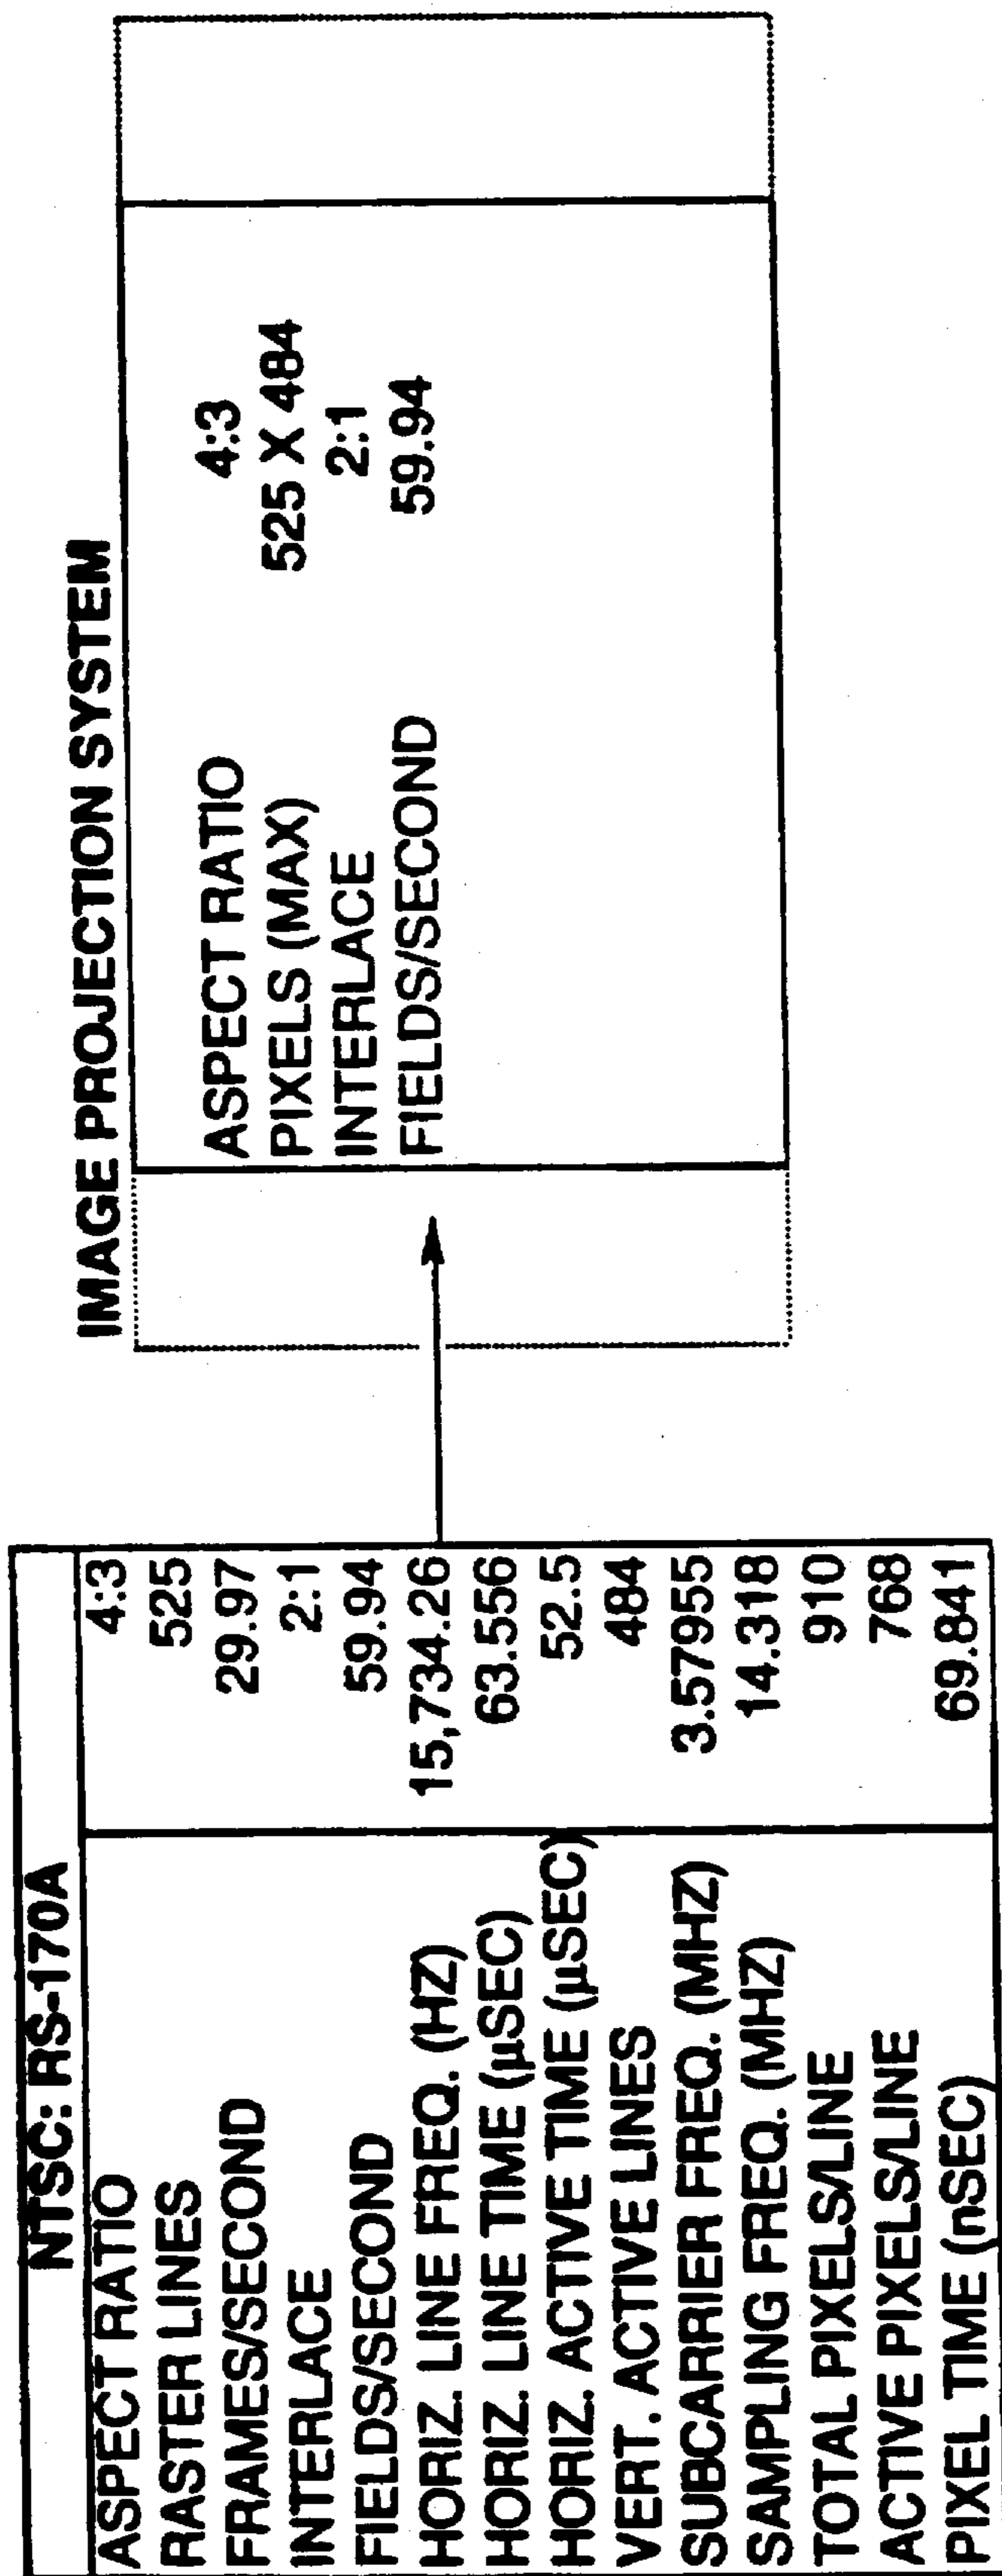 NTSC: RS-170A
ASPECT RATIO 4:3
RASTER LINES 525
FRAMES/SECOND 29.97
INTERLACE 2:1
FIELDS/SECOND 59.94
HORIZ. LINE FREQ. (HZ) 15,734.26
HORIZ. LINE TIME (µSEC) 63.556
HORIZ. ACTIVE TIME (µSEC) 52.5
VERT. ACTIVE LINES 484
SUBCARRIER FREQ. (MHZ) 3.57955
SAMPLING FREQ. (MHZ) 14.318
TOTAL PIXELS/LINE 910
ACTIVE PIXELS/LINE 768
PIXEL TIME (nSEC) 69.841
IMAGE PROJECTION SYSTEM
ASPECT RATIO 4:3
PIXELS (MAX) 525 X 484
INTERLACE 2:1
FIELDS/SECOND 59.94